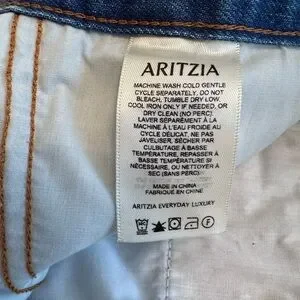 ARITZIA
MACHINE WASH COLD GENTLE
CYCLE SEPARATELY, DO NOT
BLEACH, TUMBLE DRY LOW,
COOL IRON ONLY IF NEEDED, OR
DRY CLEAN (NO PERC).
LAVER SÉPARÉMENT À LA
MACHINE À L'EAU FROIDE AU
CYCLE DÉLICAT, NE PAS
JAVELISER, SÉCHER PAR
CULBUTAGE À BASSE
TEMPÉRATURE, REPASSER À
BASSE TEMPÉRATURE SI
NÉCESSAIRE, OU NETTOYER À
SEC (SANS PERC).
MADE IN CHINA
FABRIQUÉ EN CHINE
ARITZIA EVERYDAY LUXURY
F